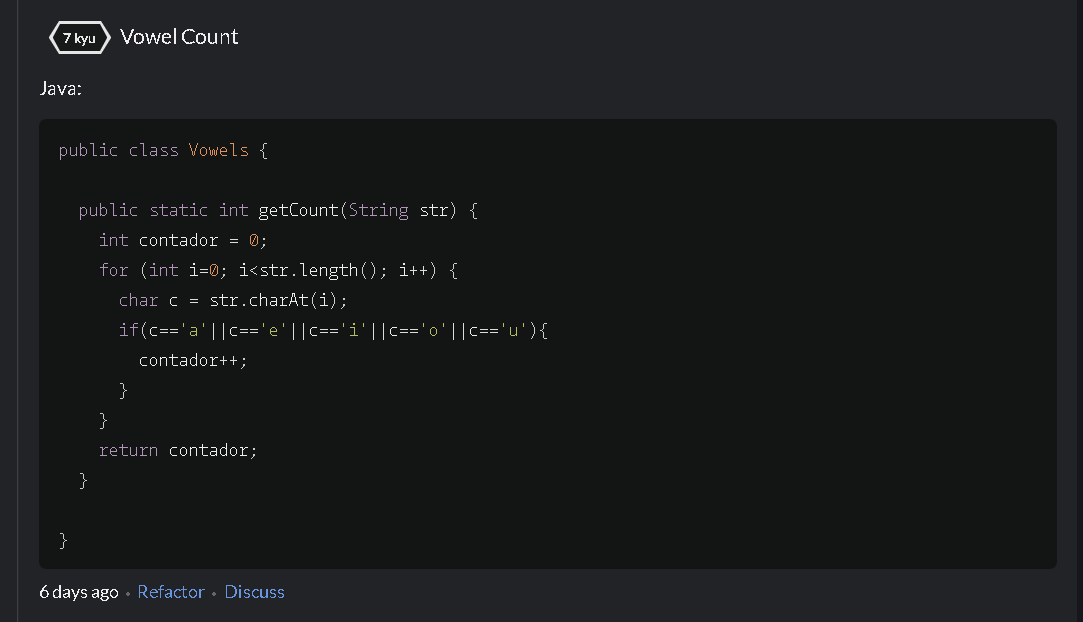 7 kyu Vowel Count
Java:
public class Vowels {
public static int getCount(String str) {
int contador = 0;
for (int i=0; i<str.length(); i++) {
char c = str.charAt(i);
if(c=='a'||c=='e'||c=='i'||c=='o'||c=='u'){
contador++;
}
}
return contador;
}
}
6 days ago • Refactor • Discuss